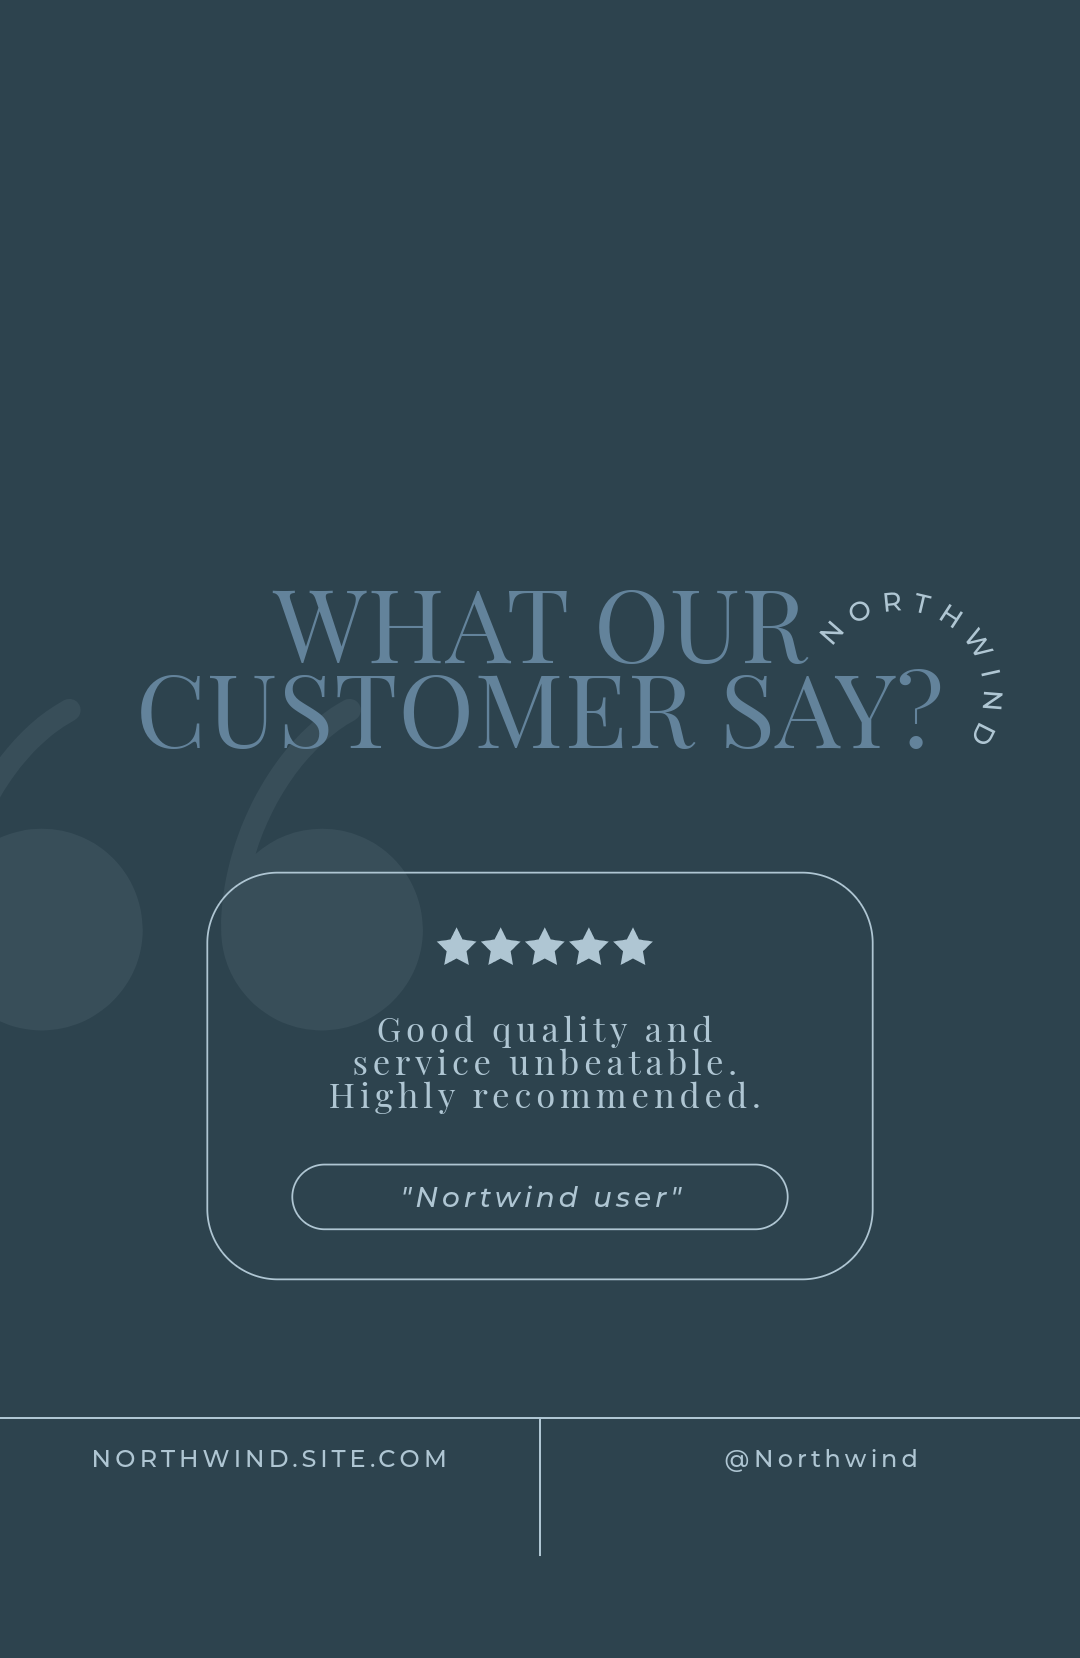 WHAT OUR
CUSTOMER SAY?
NORTHWIND
Good quality and
service unbeatable.
Highly recommended.
"Nortwind user"
NORTHWIND.SITE.COM
@Northwind